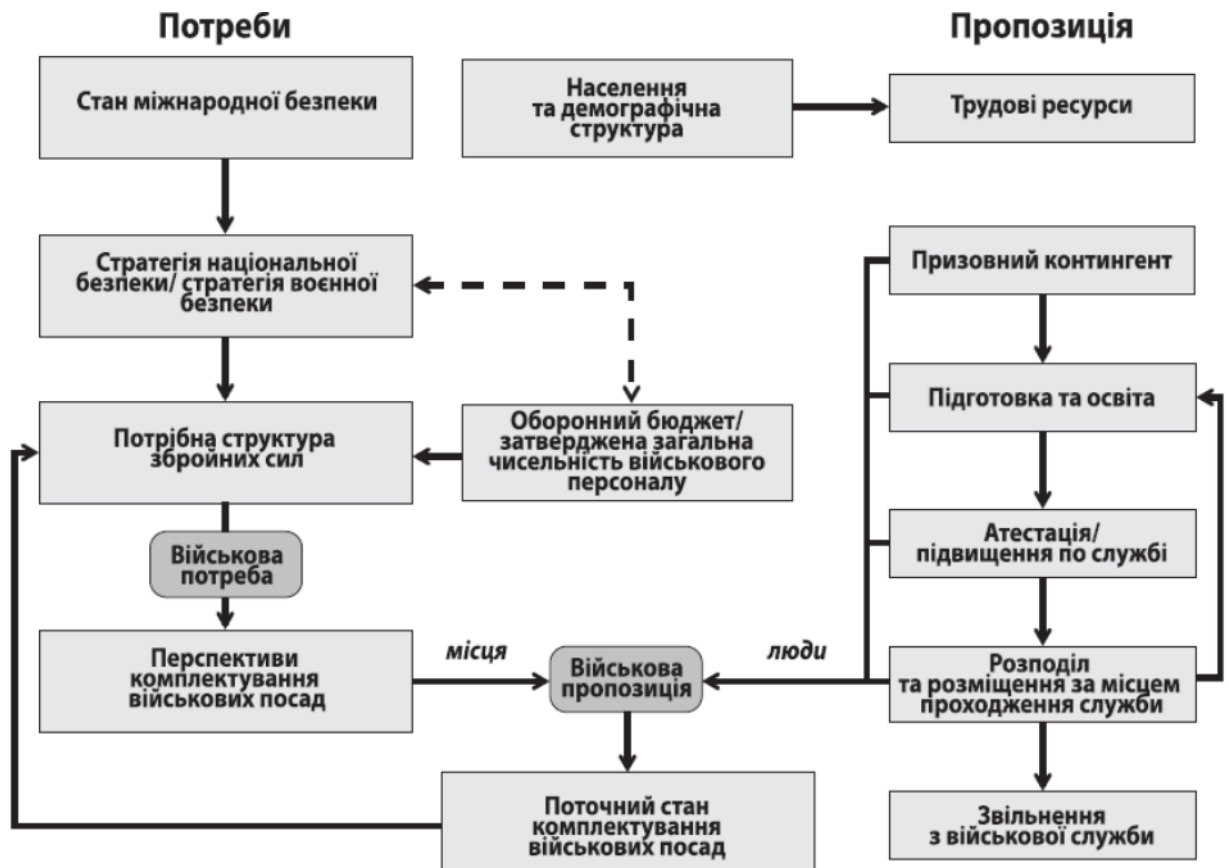 Потреби
Пропозиція
Стан міжнародної безпеки
Населення
та демографічна
структура
Трудові ресурси
Стратегія національної
безпеки/ стратегія воєнної
безпеки
Призовний контингент
Підготовка та освіта
Потрібна структура
збройних сил
Оборонний бюджет/
затверджена загальна
чисельність військового
персоналу
Атестація/
підвищення по службі
Військова
потреба
Перспективи
комплектування
військових посад
місця
Військова
пропозиція
люди
Розподіл
та розміщення за місцем
проходження служби
Поточний стан
комплектування
військових посад
Звільнення
з військової служби